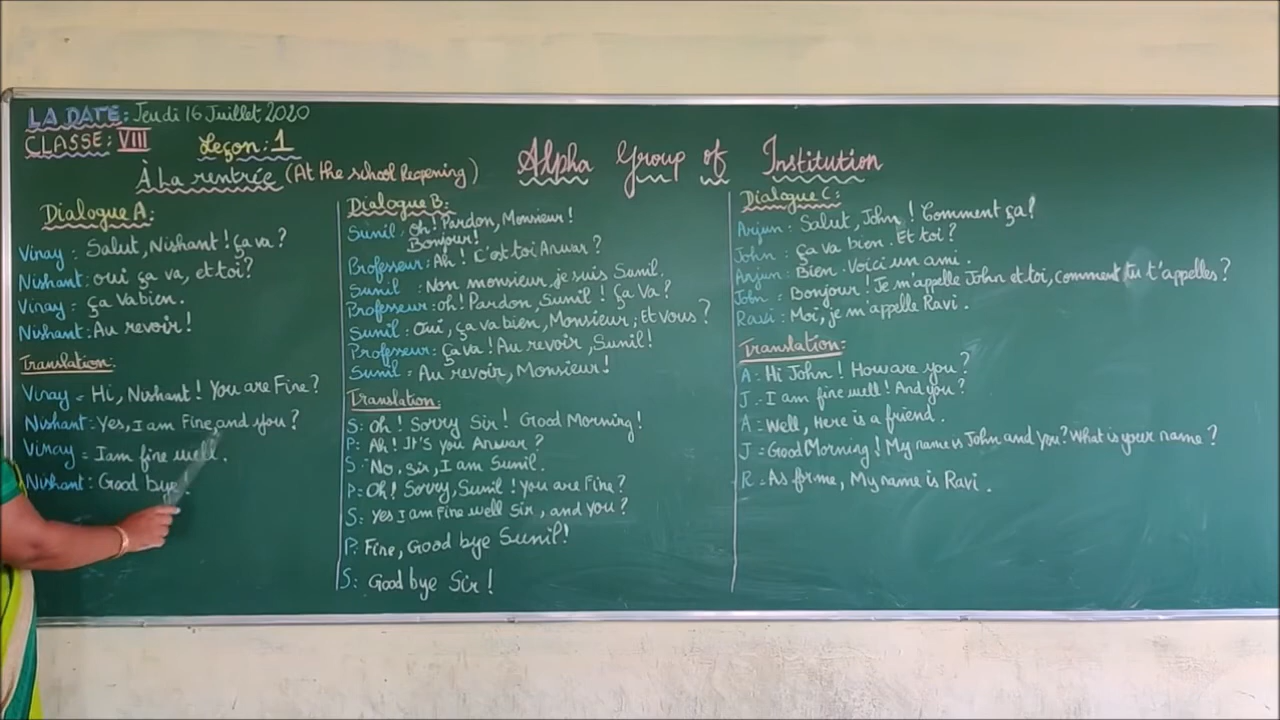 LA DATE: Jeudi 16 Juillet 2020
CLASSE: VIII
Leçon: 1
À La rentrée (At the school Reopening)
Alpha Group of Institution
Dialogue A:
Vinay: Salut, Nishant! Ça va?
Nishant: oui ça va, et toi?
Vinay: Ça va bien.
Nishant: Au revoir!
Translation:
Vinay: Hi, Nishant! You are Fine?
Nishant: Yes, I am Fine, and you?
Vinay: I am fine well.
Nishant: Good bye.
Dialogue B:
Sunil: Oh! Pardon, Monsieur!
Bonjour!
Professeur: Ah! C'est toi Anwar?
Sunil: Non monsieur, je suis Sunil.
Professeur: oh! Pardon, Sunil! Ça Va?
Sunil: Oui, ça va bien, Monsieur, Et vous?
Professeur: Ça va! Au revoir, Sunil!
Sunil: Au revoir, Monsieur!
Translation:
S: Oh! Sorry Sir! Good Morning!
P: Ah! It's you Anwar?
S: No, Sir, I am Sunil.
P: Oh! Sorry, Sunil! You are Fine?
S: Yes I am Fine well Sir, and you?
P: Fine, Good bye Sunil!
S: Good bye Sir!
Dialogue C:
Arjun: Salut, John! Comment ça?
John: Ça va bien. Et toi?
Arjun: Bien. Voici un ami.
John: Bonjour! Je m'appelle John et toi, comment tu t'appelles?
Ravi: Moi, je m'appelle Ravi.
Translation:
A: Hi John! How are you?
J: I am fine well! And you?
A: Well, Here is a friend.
J: Good Morning! My name is John and you? What is your name?
R: As for me, My name is Ravi.